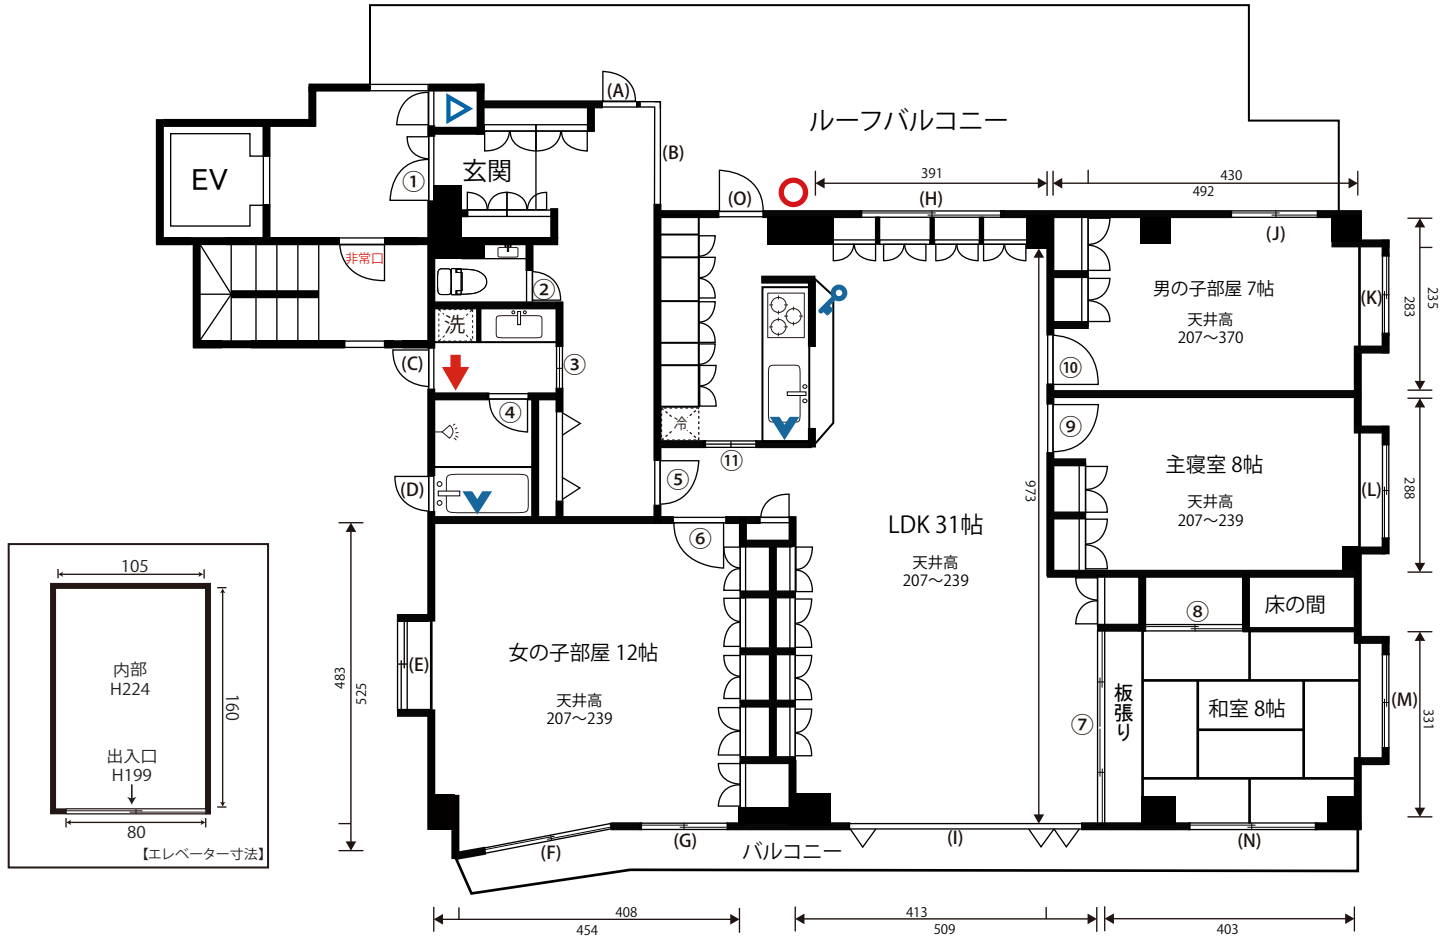 ルーフバルコニー
(A)
(B)
EV
①
玄関
非常口
②
洗
③
(C)
④
(D)
(O)
391
(H)
430
492
(J)
男の子部屋 7帖
天井高
207〜370
(K)
283
235
⑩
⑨
主寝室 8帖
天井高
207〜239
(L)
288
冷
⑪
⑤
973
LDK 31帖
天井高
207〜239
⑥
女の子部屋 12帖
天井高
207〜239
(E)
483
525
⑧
床の間
板張り
和室 8帖
⑦
(M)
331
(F)
(G)
バルコニー
(I)
(N)
408
454
413
509
403
105
内部
H224
160
出入口
H199
80
【エレベーター寸法】